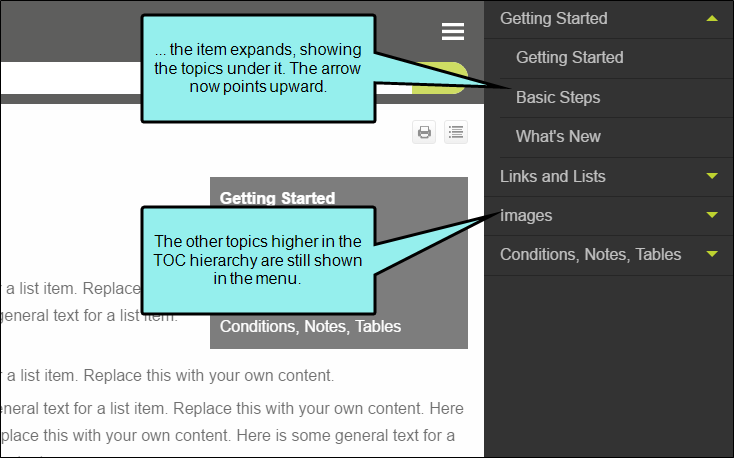 ... the item expands, showing
the topics under it. The arrow
now points upward.
Getting Started
The other topics higher in the
TOC hierarchy are still shown
in the menu.
Conditions, Notes, Tables
for a list item. Replace
general text for a list item.
a list item. Replace this with your own content.
general text for a list item. Replace this with your own content. Here
place this with your own content. Here is some general text for a
Getting Started
Getting Started
Basic Steps
What's New
Links and Lists
Images
Conditions, Notes, Tables